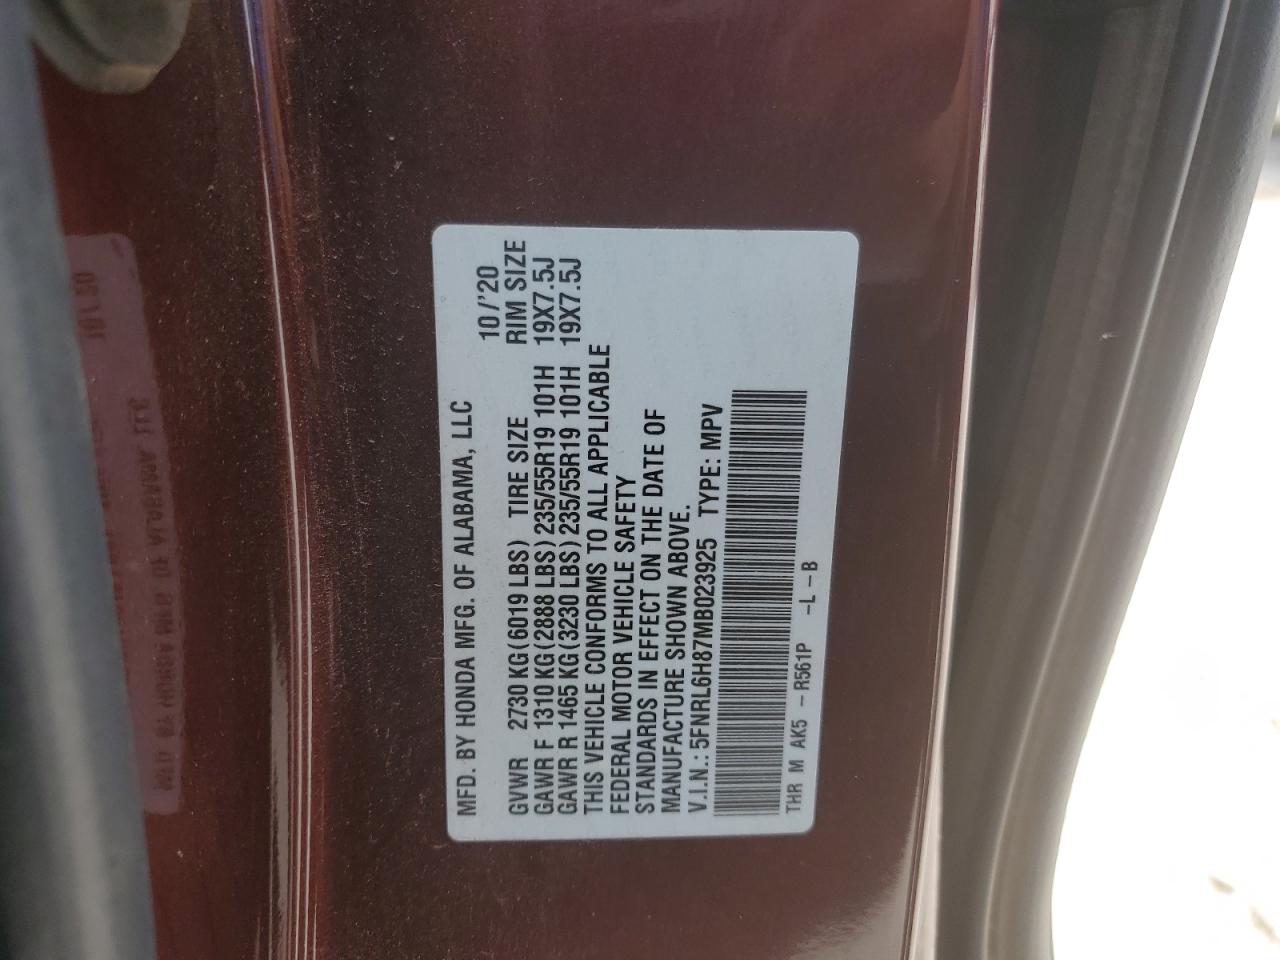 MFD. BY HONDA MFG. OF ALABAMA, LLC 10/'20
GVWR 2730 KG (6019 LBS) TIRE SIZE RIM SIZE
GAWR F 1310 KG (2888 LBS) 235/55R19 101H 19X7.5J
GAWR R 1465 KG (3230 LBS) 235/55R19 101H 19X7.5J
THIS VEHICLE CONFORMS TO ALL APPLICABLE
FEDERAL MOTOR VEHICLE SAFETY
STANDARDS IN EFFECT ON THE DATE OF
MANUFACTURE SHOWN ABOVE.
V.I.N.: 5FNRL6H87MB023925 TYPE: MPV
THR M AK5 - R561P - L - B